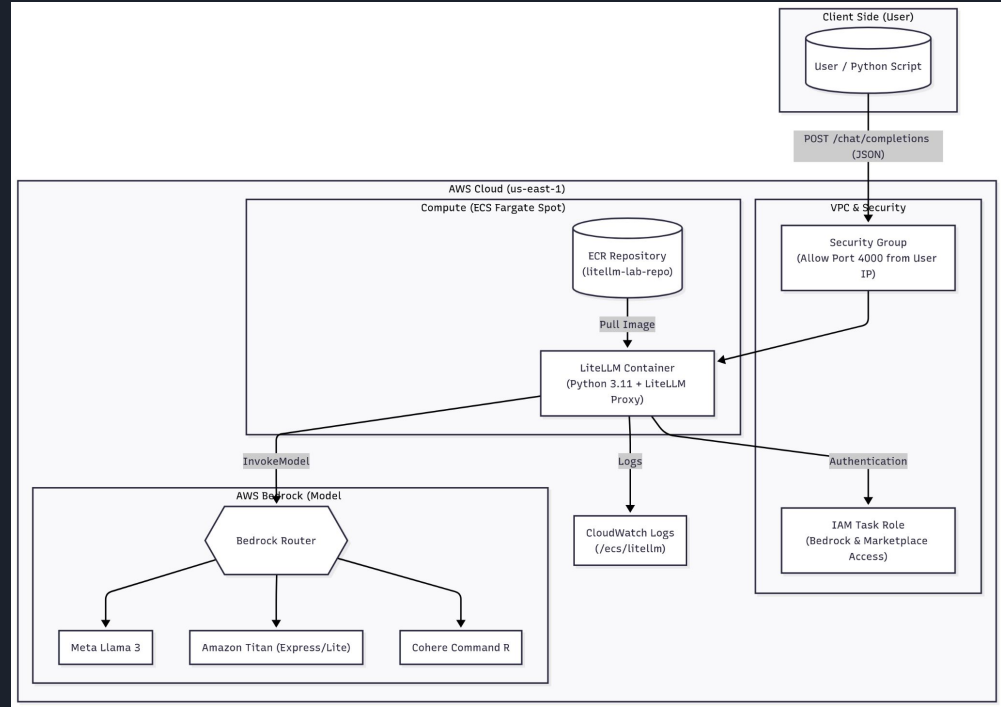 Client Side (User)
User / Python Script
POST /chat/completions
(JSON)
AWS Cloud (us-east-1)
Compute (ECS Fargate Spot)
VPC & Security
ECR Repository
(litellm-lab-repo)
Security Group
(Allow Port 4000 from User
IP)
Pull Image
LiteLLM Container
(Python 3.11 + LiteLLM
Proxy)
InvokeModel
Logs
Authentication
AWS Bedrock (Model
Bedrock Router
CloudWatch Logs
(/ecs/litellm)
IAM Task Role
(Bedrock & Marketplace
Access)
Meta Llama 3
Amazon Titan (Express/Lite)
Cohere Command R